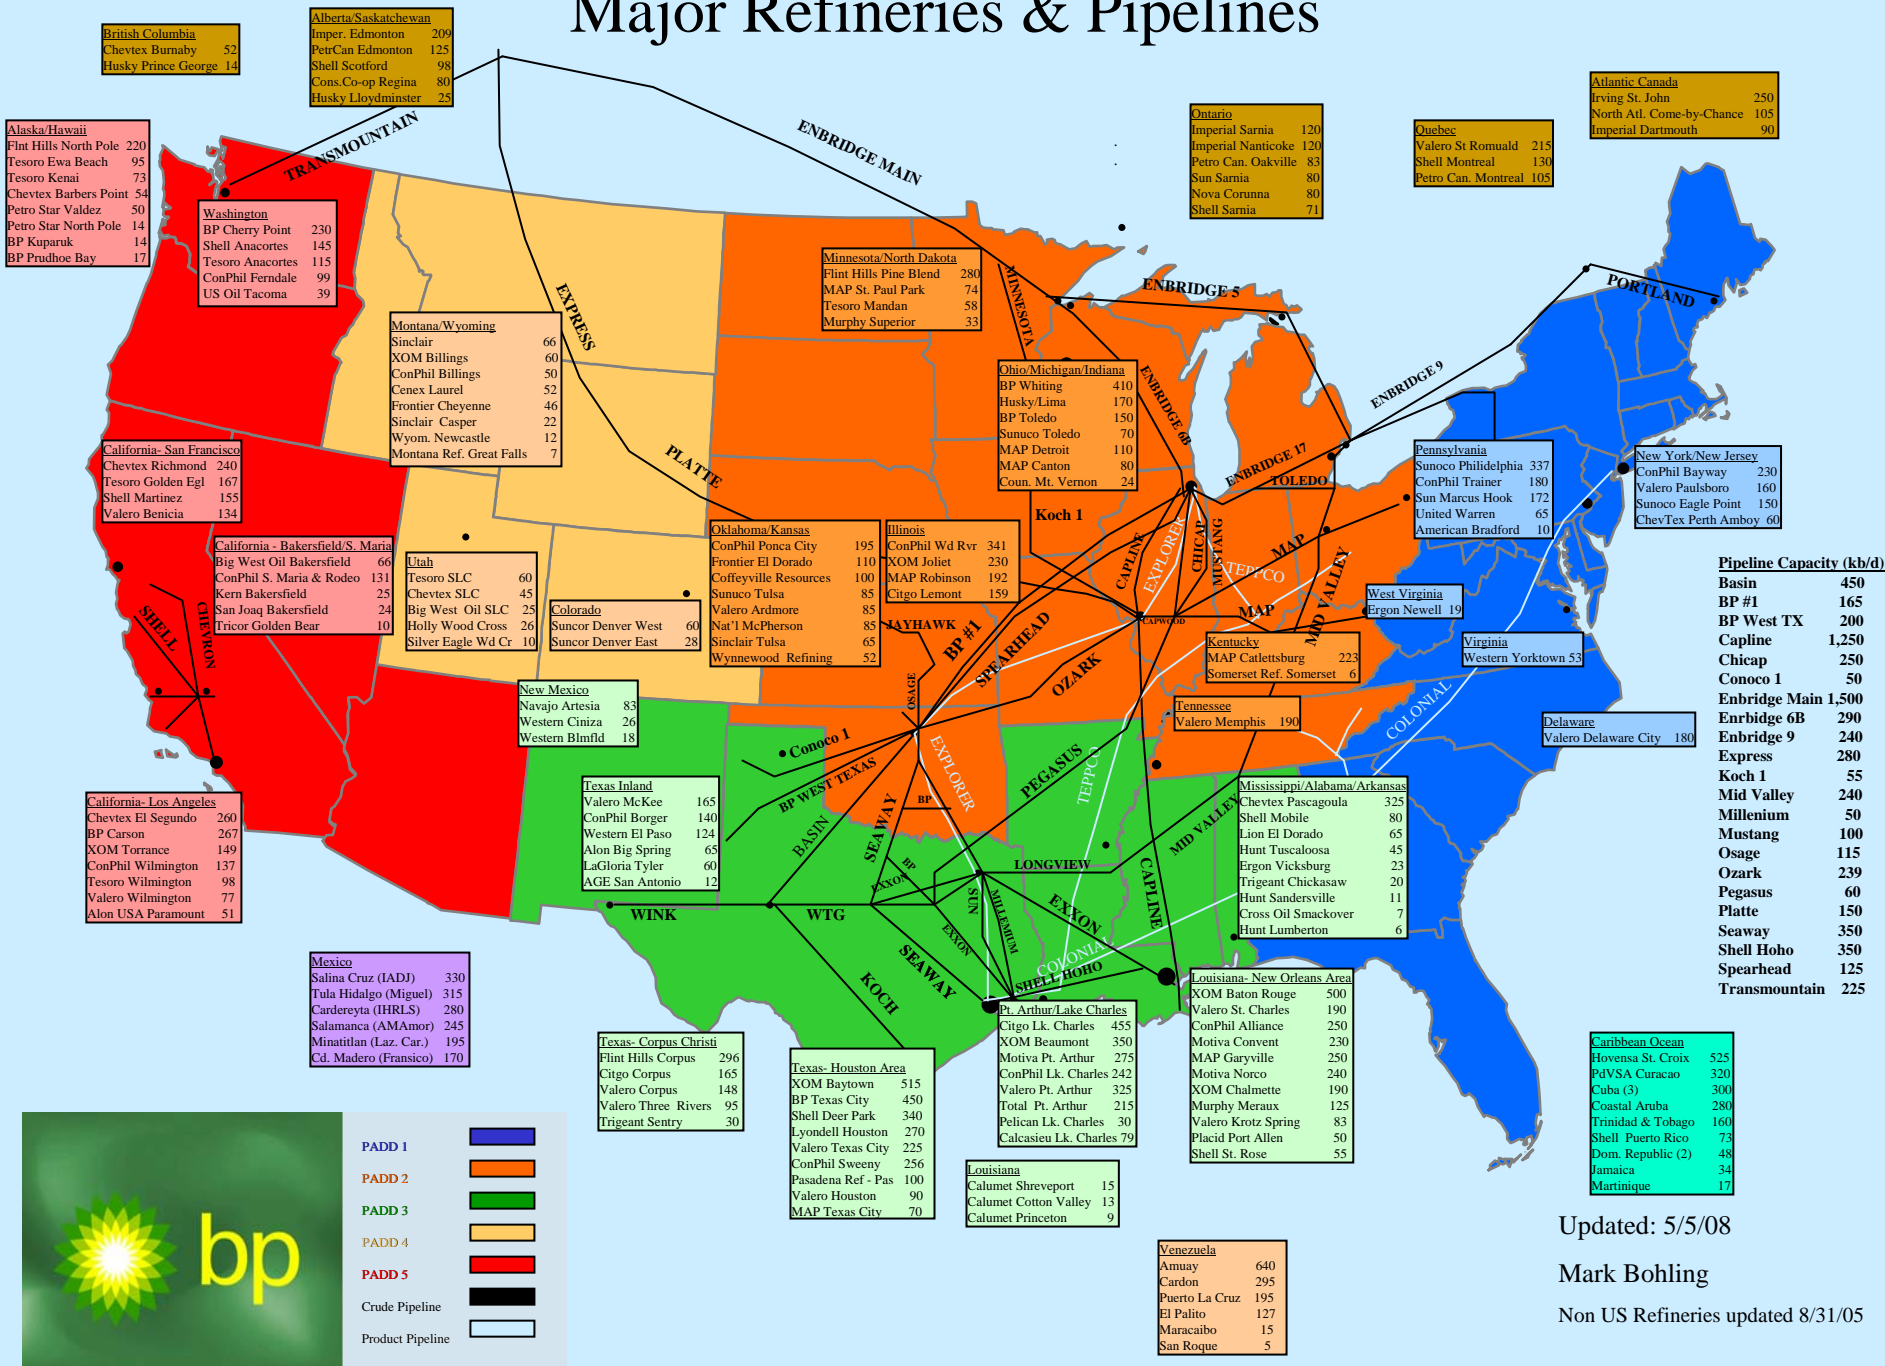 Major Refineries & Pipelines
British Columbia
Chevtex Burnaby 52
Husky Prince George 14
Alberta/Saskatchewan
Imper. Edmonton 209
PetrCan Edmonton 125
Shell Scotford 98
Cons.Co-op Regina 80
Husky Lloydminster 25
Ontario
Imperial Sarnia 120
Imperial Nanticoke 120
Petro Can. Oakville 83
Sun Sarnia 80
Nova Corunna 80
Shell Sarnia 71
Quebec
Valero St Romuald 215
Shell Montreal 130
Petro Can. Montreal 105
Atlantic Canada
Irving St. John 250
North Atl. Come-by-Chance 105
Imperial Dartmouth 90
Alaska/Hawaii
Flnt Hills North Pole 220
Tesoro Ewa Beach 95
Tesoro Kenai 73
Chevtex Barbers Point 54
Petro Star Valdez 50
Petro Star North Pole 14
BP Kuparuk 14
BP Prudhoe Bay 17
Washington
BP Cherry Point 230
Shell Anacortes 145
Tesoro Anacortes 115
ConPhil Ferndale 99
US Oil Tacoma 39
TRANSMOUNTAIN
ENBRIDGE MAIN
EXPRESS
PLATTE
MINNESOTA
ENBRIDGE 5
ENBRIDGE 6B
ENBRIDGE 17
ENBRIDGE 9
PORTLAND
TOLEDO
Montana/Wyoming
Sinclair 66
XOM Billings 60
ConPhil Billings 50
Cenex Laurel 52
Frontier Cheyenne 46
Sinclair Casper 22
Wyom. Newcastle 12
Montana Ref. Great Falls 7
Minnesota/North Dakota
Flint Hills Pine Blend 280
MAP St. Paul Park 74
Tesoro Mandan 58
Murphy Superior 33
Ohio/Michigan/Indiana
BP Whiting 410
Husky/Lima 170
BP Toledo 150
Sunuco Toledo 70
MAP Detroit 110
MAP Canton 80
Coun. Mt. Vernon 24
Koch 1
California- San Francisco
Chevtex Richmond 240
Tesoro Golden Egl 167
Shell Martinez 155
Valero Benicia 134
California - Bakersfield/S. Maria
Big West Oil Bakersfield 66
ConPhil S. Maria & Rodeo 131
Kern Bakersfield 25
San Joaq Bakersfield 24
Tricor Golden Bear 10
SHELL
CHEVRON
Utah
Tesoro SLC 60
Chevtex SLC 45
Big West Oil SLC 25
Holly Wood Cross 26
Silver Eagle Wd Cr 10
Colorado
Suncor Denver West 60
Suncor Denver East 28
Oklahoma/Kansas
ConPhil Ponca City 195
Frontier El Dorado 110
Coffeyville Resources 100
Sunuco Tulsa 85
Valero Ardmore 85
Nat'l McPherson 85
Sinclair Tulsa 65
Wynnewood Refining 52
Illinois
ConPhil Wd Rvr 341
XOM Joliet 230
MAP Robinson 192
Citgo Lemont 159
Pennsylvania
Sunoco Philidelphia 337
ConPhil Trainer 180
Sun Marcus Hook 172
United Warren 65
American Bradford 10
New York/New Jersey
ConPhil Bayway 230
Valero Paulsboro 160
Sunoco Eagle Point 150
ChevTex Perth Amboy 60
West Virginia
Ergon Newell 19
Virginia
Western Yorktown 53
Delaware
Valero Delaware City 180
Kentucky
MAP Catlettsburg 223
Somerset Ref. Somerset 6
Tennessee
Valero Memphis 190
CAPLINE
EXPLORER
CHICAP
MUSTANG
TEPPCO
MAP
MID VALLEY
MAP
CAPWOOD
JAYHAWK
BP #1
SPEARHEAD
OSAGE
OZARK
COLONIAL
New Mexico
Navajo Artesia 83
Western Ciniza 26
Western Blmfld 18
Conoco 1
BP WEST TEXAS
BASIN
SEAWAY
BP
EXPLORER
PEGASUS
TEPPCO
MID VALLEY
LONGVIEW
CAPLINE
BP
EXXON
SUN
MILLEMIUM
EXXON
EXXON
WINK
WTG
KOCH
SEAWAY
COLONIAL
SHELL HOHO
Texas Inland
Valero McKee 165
ConPhil Borger 140
Western El Paso 124
Alon Big Spring 65
LaGloria Tyler 60
AGE San Antonio 12
California- Los Angeles
Chevtex El Segundo 260
BP Carson 267
XOM Torrance 149
ConPhil Wilmington 137
Tesoro Wilmington 98
Valero Wilmington 77
Alon USA Paramount 51
Mississippi/Alabama/Arkansas
Chevtex Pascagoula 325
Shell Mobile 80
Lion El Dorado 65
Hunt Tuscaloosa 45
Ergon Vicksburg 23
Trigeant Chickasaw 20
Hunt Sandersville 11
Cross Oil Smackover 7
Hunt Lumberton 6
Mexico
Salina Cruz (IADJ) 330
Tula Hidalgo (Miguel) 315
Cardereyta (IHRLS) 280
Salamanca (AMAmor) 245
Minatitlan (Laz. Car.) 195
Cd. Madero (Fransico) 170
Texas- Corpus Christi
Flint Hills Corpus 296
Citgo Corpus 165
Valero Corpus 148
Valero Three Rivers 95
Trigeant Sentry 30
Texas- Houston Area
XOM Baytown 515
BP Texas City 450
Shell Deer Park 340
Lyondell Houston 270
Valero Texas City 225
ConPhil Sweeny 256
Pasadena Ref - Pas 100
Valero Houston 90
MAP Texas City 70
Pt. Arthur/Lake Charles
Citgo Lk. Charles 455
XOM Beaumont 350
Motiva Pt. Arthur 275
ConPhil Lk. Charles 242
Valero Pt. Arthur 325
Total Pt. Arthur 215
Pelican Lk. Charles 30
Calcasieu Lk. Charles 79
Louisiana
Calumet Shreveport 15
Calumet Cotton Valley 13
Calumet Princeton 9
Louisiana- New Orleans Area
XOM Baton Rouge 500
Valero St. Charles 190
ConPhil Alliance 250
Motiva Convent 230
MAP Garyville 250
Motiva Norco 240
XOM Chalmette 190
Murphy Meraux 125
Valero Krotz Spring 83
Placid Port Allen 50
Shell St. Rose 55
Pipeline Capacity (kb/d)
Basin 450
BP #1 165
BP West TX 200
Capline 1,250
Chicap 250
Conoco 1 50
Enbridge Main 1,500
Enrbidge 6B 290
Enbridge 9 240
Express 280
Koch 1 55
Mid Valley 240
Millenium 50
Mustang 100
Osage 115
Ozark 239
Pegasus 60
Platte 150
Seaway 350
Shell Hoho 350
Spearhead 125
Transmountain 225
Caribbean Ocean
Hovensa St. Croix 525
PdVSA Curacao 320
Cuba (3) 300
Coastal Aruba 280
Trinidad & Tobago 160
Shell Puerto Rico 73
Dom. Republic (2) 48
Jamaica 34
Martinique 17
Venezuela
Amuay 640
Cardon 295
Puerto La Cruz 195
El Palito 127
Maracaibo 15
San Roque 5
bp
PADD 1
PADD 2
PADD 3
PADD 4
PADD 5
Crude Pipeline
Product Pipeline
Updated: 5/5/08
Mark Bohling
Non US Refineries updated 8/31/05